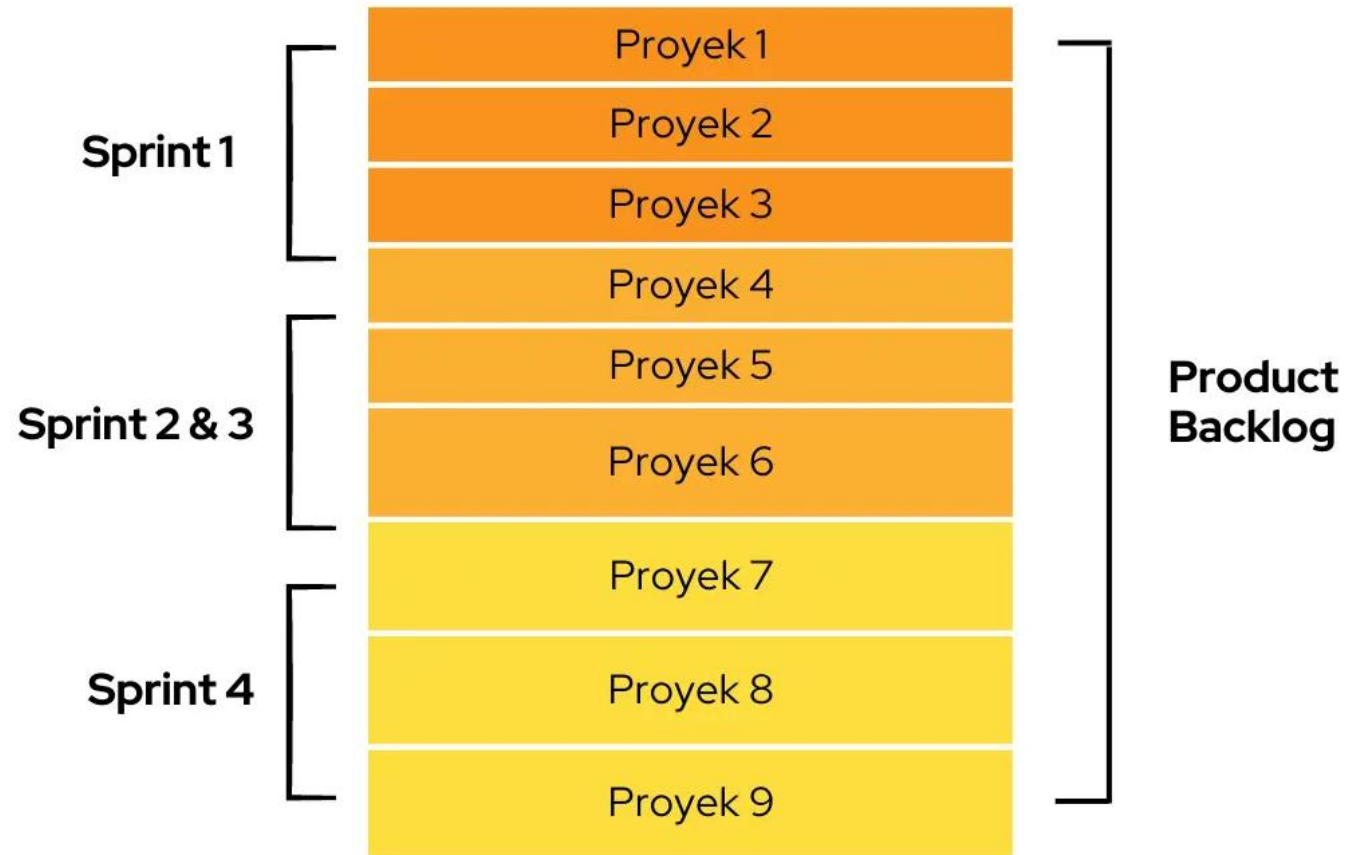 Proyek 1
Proyek 2
Sprint 1
Proyek 3
Proyek 4
Proyek 5
Product
Backlog
Sprint 2 & 3
Proyek 6
Proyek 7
Sprint 4
Proyek 8
Proyek 9